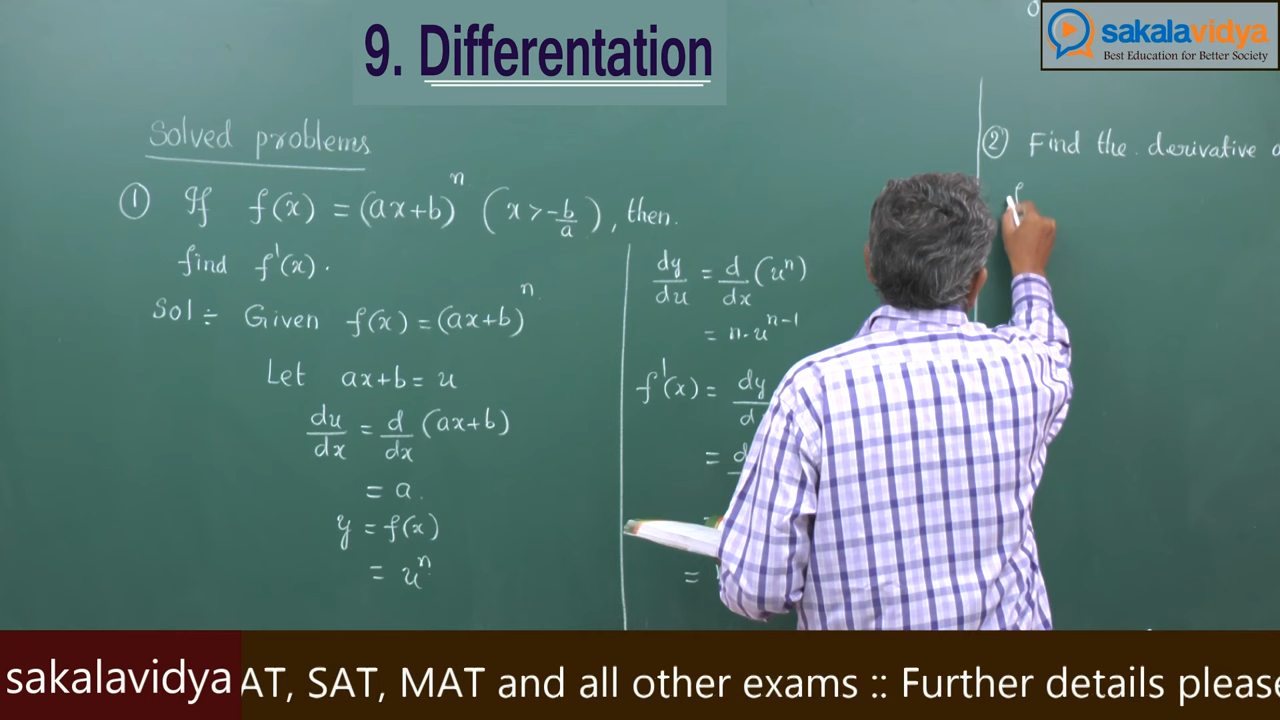 9. Differentation
sakalavidya
Best Education for Better Society
Solved problems
① If f(x) = (ax+b)^n (x > -b/a), then.
find f'(x).
Sol ÷ Given f(x) = (ax+b)^n
Let ax+b = u
du/dx = d/dx (ax+b)
= a.
y = f(x)
= u^n
dy/du = d/dx (u^n)
= n·u^{n-1}
f'(x) = dy
=
=
② Find the derivative
sakalavidya
AT, SAT, MAT and all other exams :: Further details please